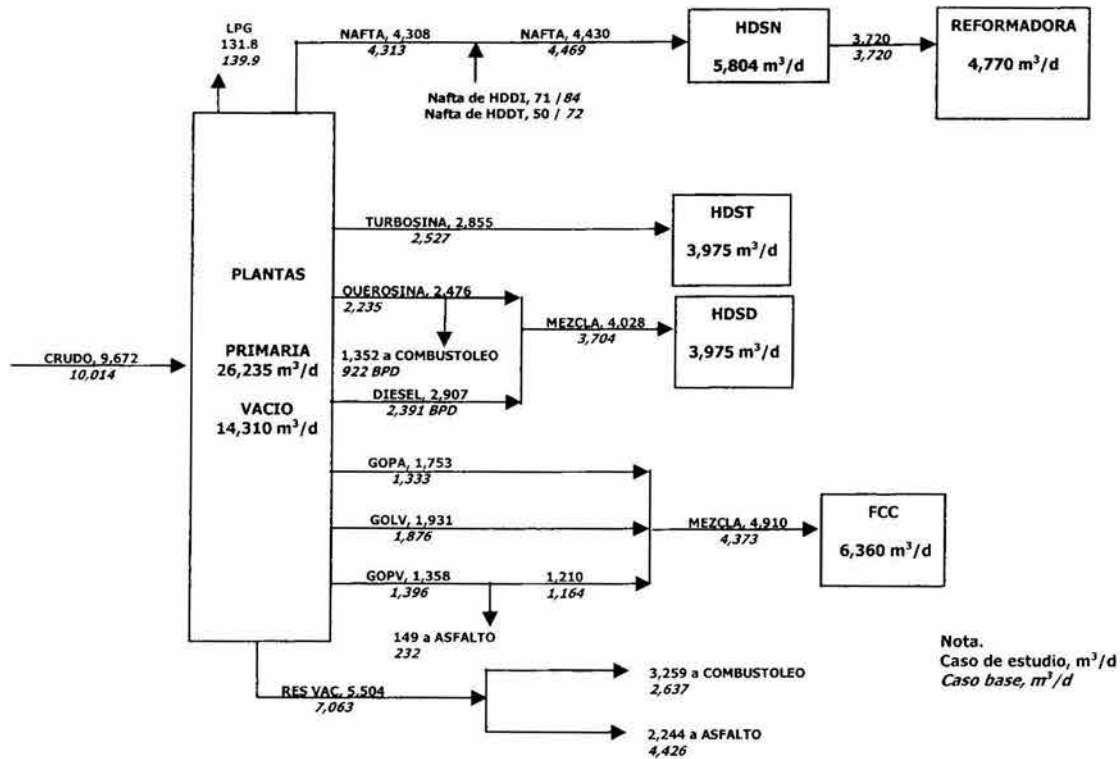 LPG
131.8
139.9
NAFTA, 4,308
4,313
NAFTA, 4,430
4,469
HDSN
5,804 m³/d
3,720
3,720
REFORMADORA
4,770 m³/d
Nafta de HDDI, 71 / 84
Nafta de HDDT, 50 / 72
TURBOSINA, 2,855
2,527
HDST
3,975 m³/d
PLANTAS
PRIMARIA
26,235 m³/d
VACIO
14,310 m³/d
CRUDO, 9,672
10,014
QUEROSINA, 2,476
2,235
1,352 a COMBUSTOLEO
922 BPD
MEZCLA, 4,028
3,704
HDSD
3,975 m³/d
DIESEL, 2,907
2,391 BPD
GOPA, 1,753
1,333
GOLV, 1,931
1,876
MEZCLA, 4,910
4,373
FCC
6,360 m³/d
GOPV, 1,358
1,396
1,210
1,164
149 a ASFALTO
232
RES VAC, 5,504
7,063
3,259 a COMBUSTOLEO
2,637
2,244 a ASFALTO
4,426
Nota.
Caso de estudio, m³/d
Caso base, m³/d